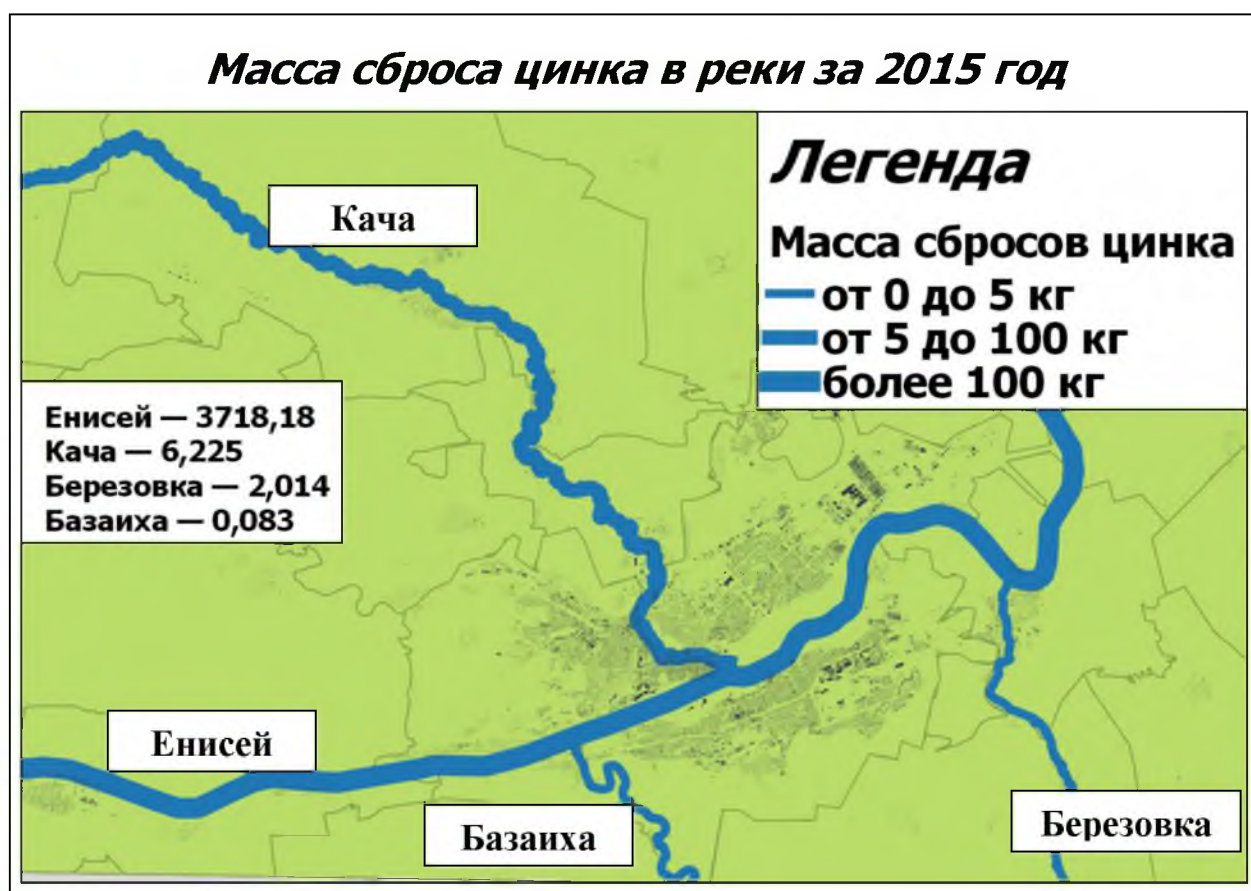 Масса сброса цинка в реки за 2015 год
Легенда
Масса сбросов цинка
от 0 до 5 кг
от 5 до 100 кг
более 100 кг
Кача
Енисей — 3718,18
Кача — 6,225
Березовка — 2,014
Базаиха — 0,083
Енисей
Базаиха
Березовка